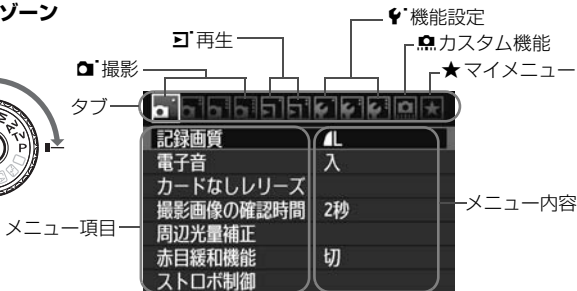 ゾーン
機能設定
再生
カスタム機能
撮影
★マイメニュー
タブ
記録画質 L
電子音 入
カードなしレリーズ
撮影画像の確認時間 2秒
メニュー内容
メニュー項目
周辺光量補正
赤目緩和機能 切
ストロボ制御